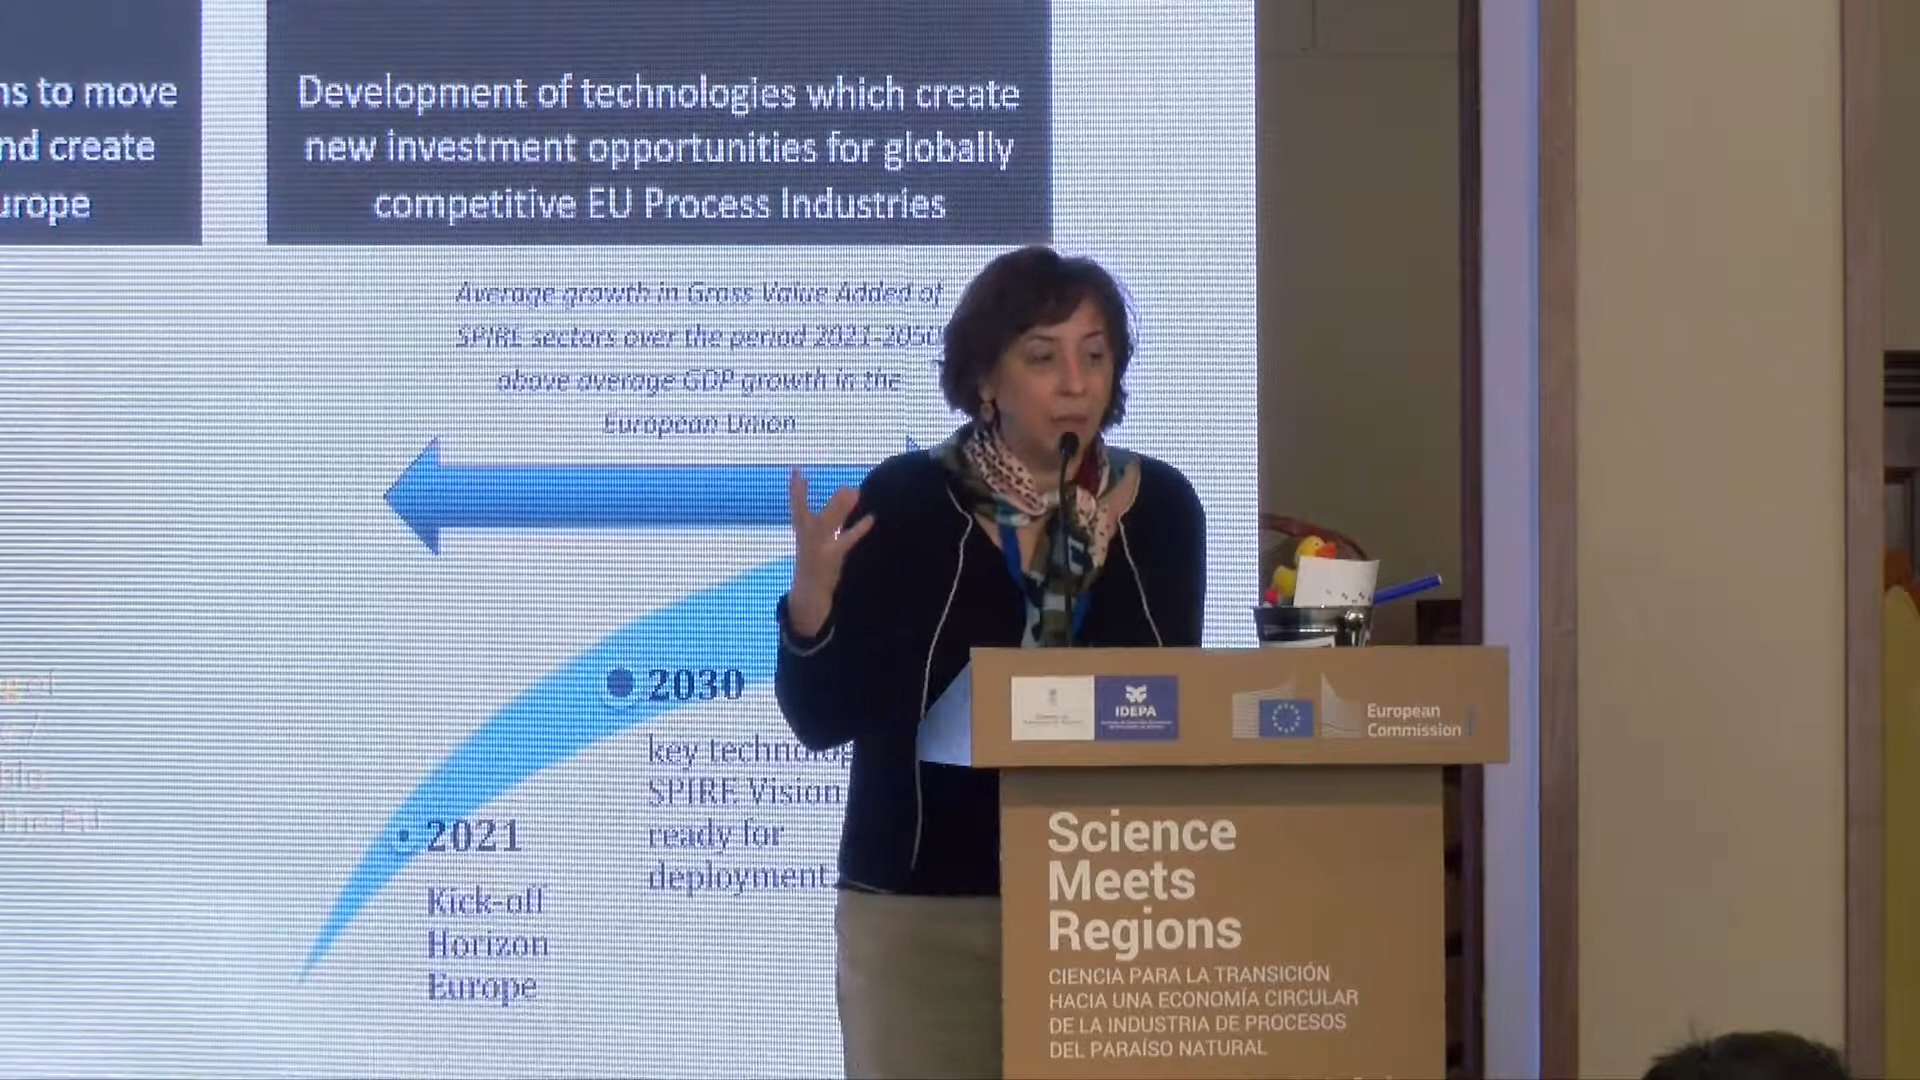 ns to move
nd create
urope
Development of technologies which create
new investment opportunities for globally
competitive EU Process Industries
Average growth in Gross Value Added of
SPIRE sectors over the period 2021-2050
above average GDP growth in the
European Union
2030
key technolog
SPIRE Vision
ready for
deployment
2021
Kick-off
Horizon
Europe
IDEPA
European
Commission
Science
Meets
Regions
CIENCIA PARA LA TRANSICIÓN
HACIA UNA ECONOMÍA CIRCULAR
DE LA INDUSTRIA DE PROCESOS
DEL PARAÍSO NATURAL